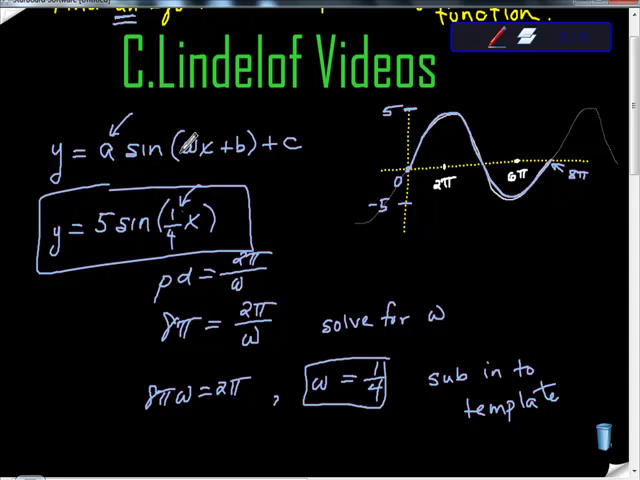 function.
C.Lindelof Videos
y = a sin(ωx+b)+c
y = 5 sin(1/4 x)
pd = 2π/ω
8π = 2π/ω solve for ω
8πω = 2π , ω = 1/4 sub in to
template
5
0
-5
2π
6π
8π